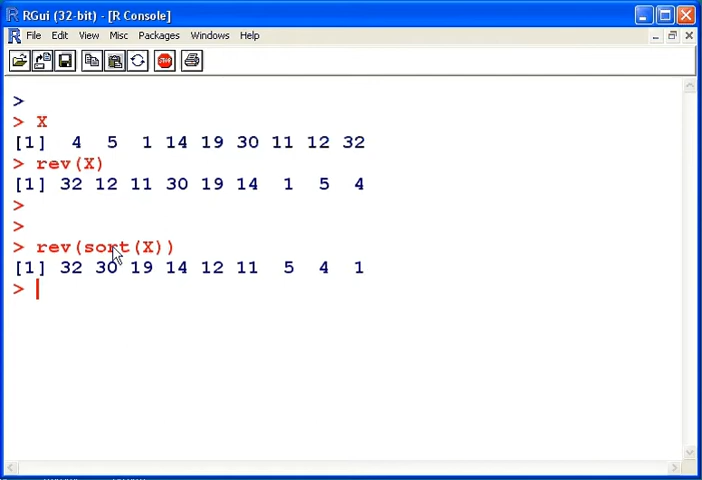 RGui (32-bit) - [R Console]
File Edit View Misc Packages Windows Help
STOP
>
> X
[1] 4 5 1 14 19 30 11 12 32
> rev(X)
[1] 32 12 11 30 19 14 1 5 4
>
>
> rev(sort(X))
[1] 32 30 19 14 12 11 5 4 1
>